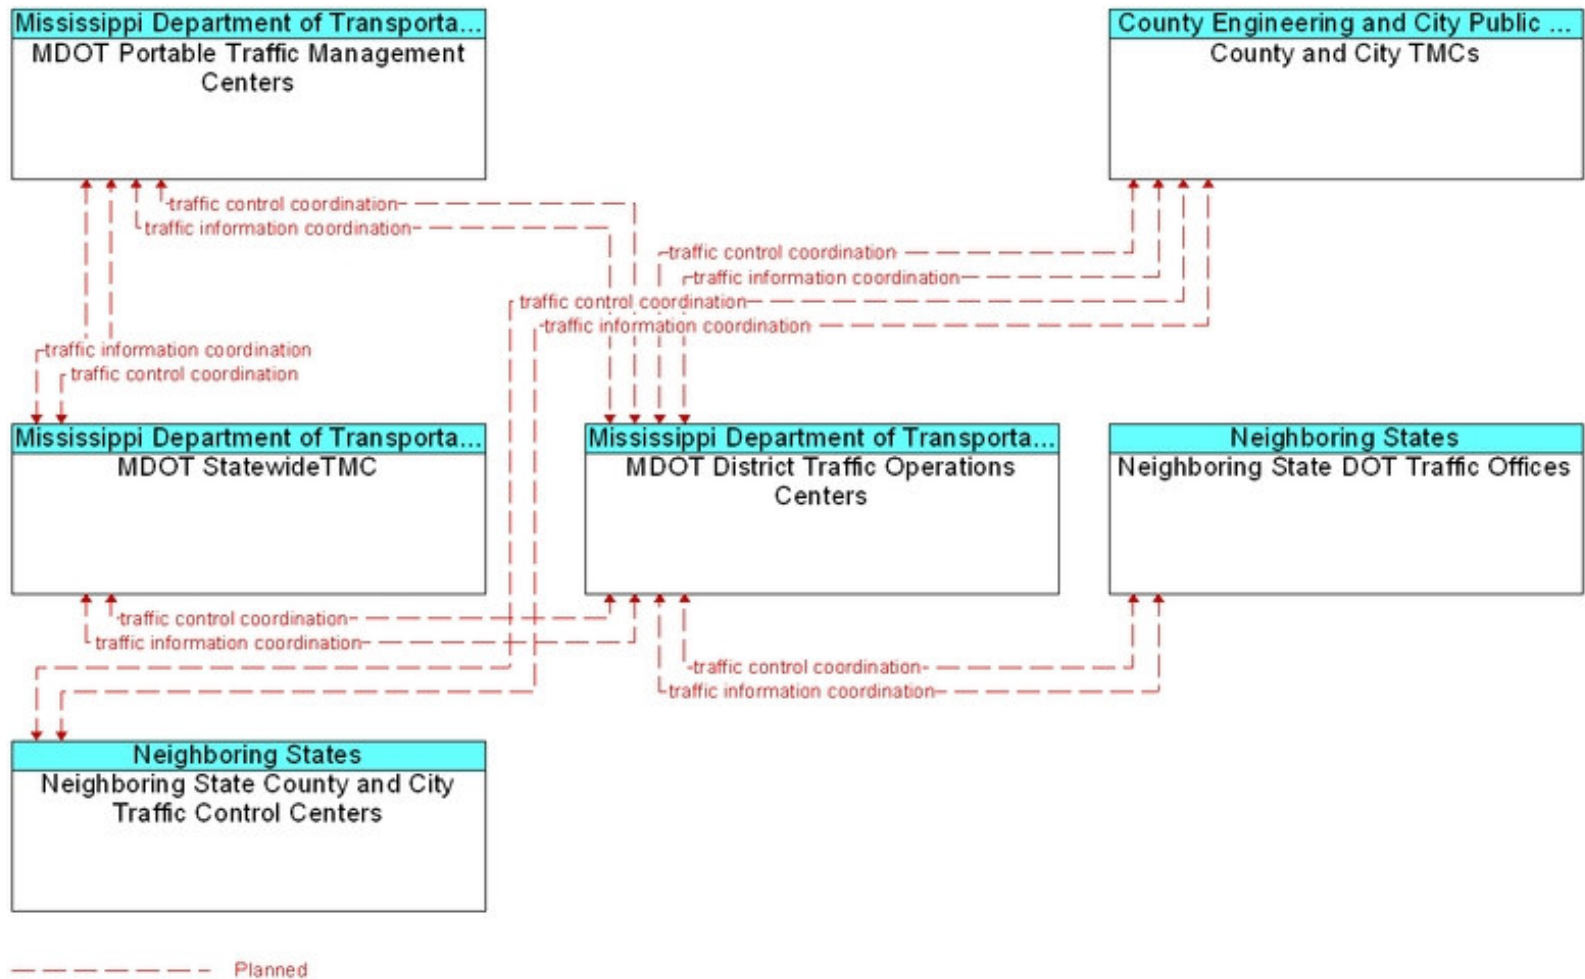 Mississippi Department of Transporta...
MDOT Portable Traffic Management
Centers
County Engineering and City Public ...
County and City TMCs
traffic control coordination
traffic information coordination
traffic control coordination
traffic information coordination
traffic control coordination
traffic information coordination
traffic information coordination
traffic control coordination
Mississippi Department of Transporta...
MDOT StatewideTMC
Mississippi Department of Transporta...
MDOT District Traffic Operations
Centers
Neighboring States
Neighboring State DOT Traffic Offices
traffic control coordination
traffic information coordination
traffic control coordination
traffic information coordination
Neighboring States
Neighboring State County and City
Traffic Control Centers
Planned